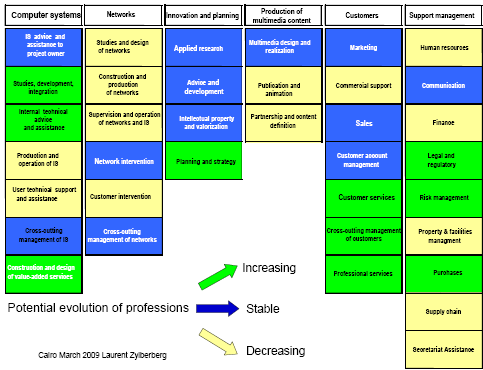 Computer systems
Networks
Innovation and planning
Production of
multimedia content
Customers
Support management
IS advice and
assistance to
project owner
Studies, development,
integration
Internal technical
advice
and assistance
Production and
operation of IS
User technical support
and assistance
Cross-cutting
management of IS
Construction and design
of value-added services
Studies and design
of networks
Construction and
production
of networks
Supervision and operation
of networks and IS
Network intervention
Customer intervention
Cross-cutting
management of networks
Applied research
Advice and
development
Intellectual property
and valorization
Planning and strategy
Multimedia design and
realization
Publication and
animation
Partnership and content
definition
Marketing
Commercial support
Sales
Customer account
management
Customer services
Cross-cutting management
of customers
Professional services
Human resources
Communication
Finance
Legal and
regulatory
Risk management
Property & facilities
managment
Purchases
Supply chain
Secretariat Assistance
Increasing
Potential evolution of professions
Stable
Decreasing
Cairo March 2009 Laurent Zylberberg